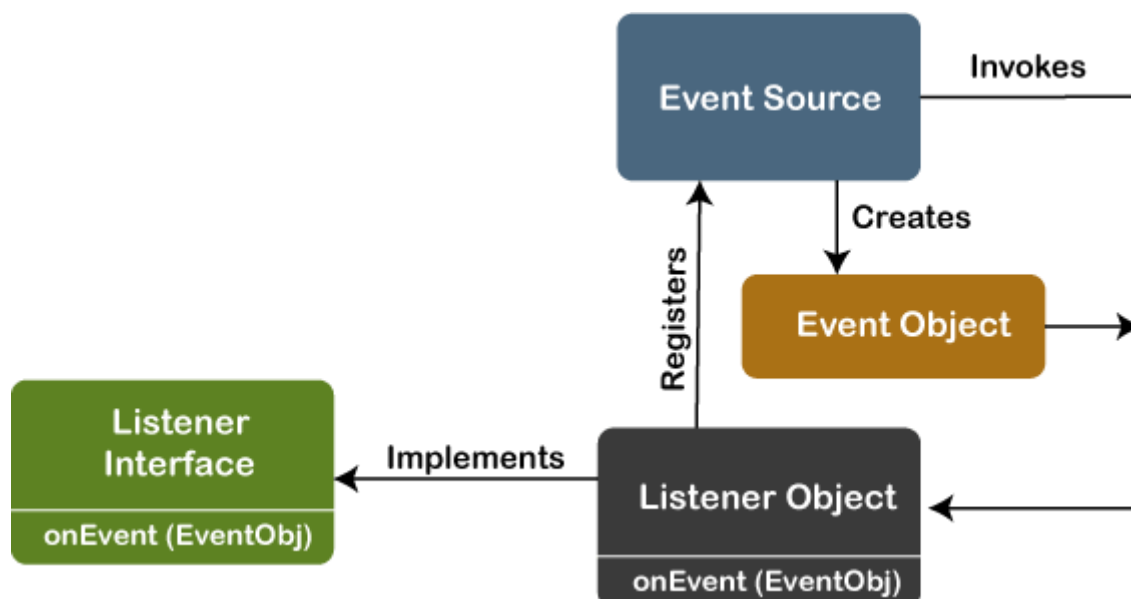 Invokes
Event Source
Creates
Registers
Event Object
Listener
Interface
Implements
Listener Object
onEvent (EventObj)
onEvent (EventObj)